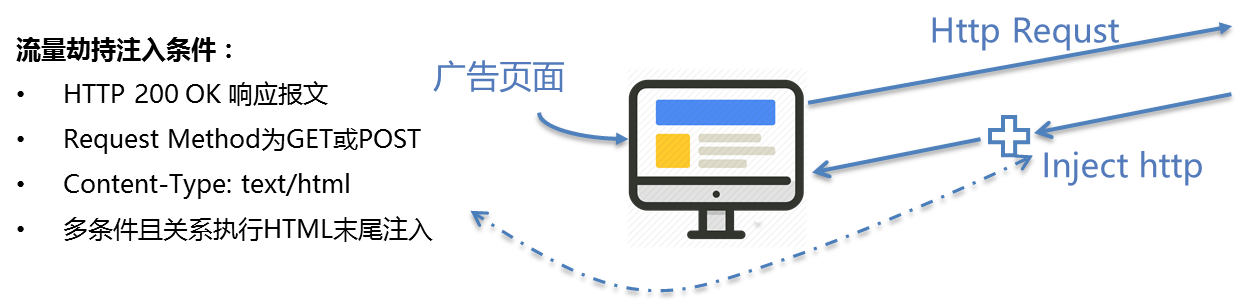 流量劫持注入条件：
• HTTP 200 OK 响应报文
• Request Method为GET或POST
• Content-Type: text/html
• 多条件且关系执行HTML末尾注入
广告页面
Http Requst
Inject http